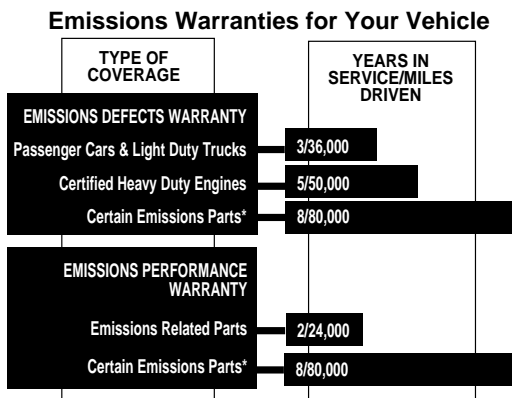 Emissions Warranties for Your Vehicle
TYPE OF
COVERAGE
YEARS IN
SERVICE/MILES
DRIVEN
EMISSIONS DEFECTS WARRANTY
Passenger Cars & Light Duty Trucks 3/36,000
Certified Heavy Duty Engines 5/50,000
Certain Emissions Parts* 8/80,000
EMISSIONS PERFORMANCE
WARRANTY
Emissions Related Parts 2/24,000
Certain Emissions Parts* 8/80,000